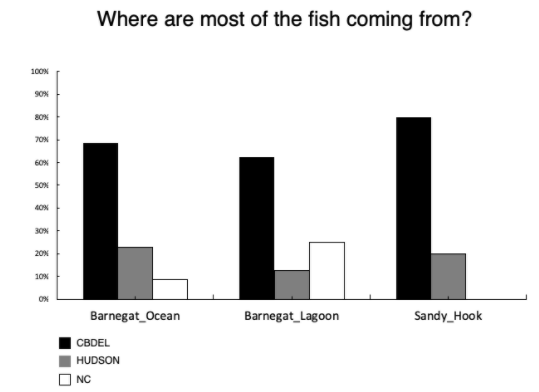 Where are most of the fish coming from?
100%
90%
80%
70%
60%
50%
40%
30%
20%
10%
0%
Barnegat_Ocean Barnegat_Lagoon Sandy_Hook
CBDEL
HUDSON
NC